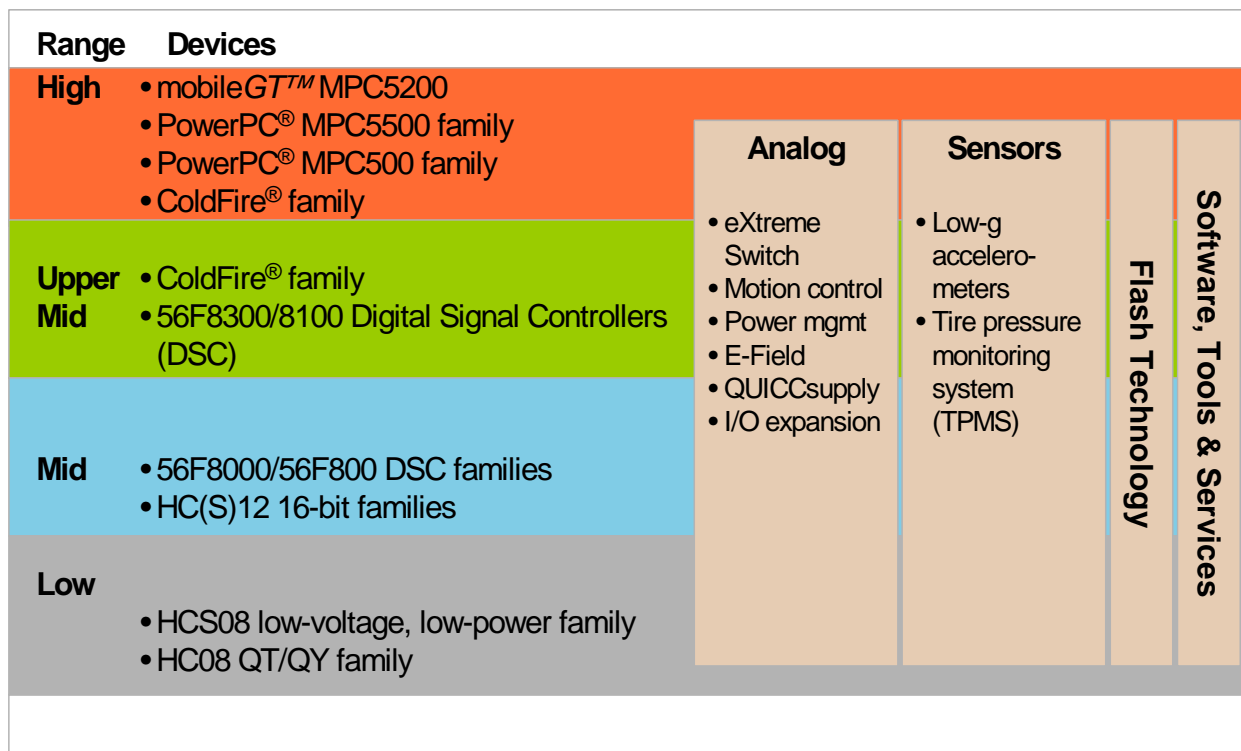 Range Devices
High
• mobileGT™ MPC5200
• PowerPC® MPC5500 family
• PowerPC® MPC500 family
• ColdFire® family
Upper
Mid
• ColdFire® family
• 56F8300/8100 Digital Signal Controllers
(DSC)
Mid
• 56F8000/56F800 DSC families
• HC(S)12 16-bit families
Low
• HCS08 low-voltage, low-power family
• HC08 QT/QY family
Analog
• eXtreme
Switch
• Motion control
• Power mgmt
• E-Field
• QUICCsupply
• I/O expansion
Sensors
• Low-g
accelero-
meters
• Tire pressure
monitoring
system
(TPMS)
Flash Technology
Software, Tools & Services